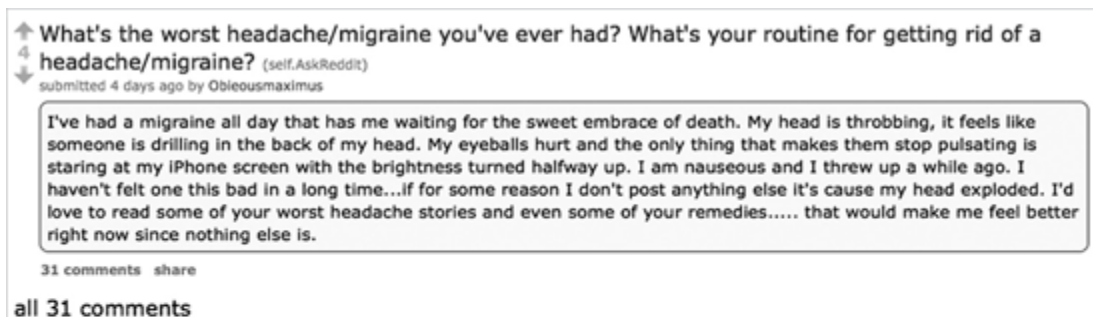 What's the worst headache/migraine you've ever had? What's your routine for getting rid of a
4
headache/migraine? (self.AskReddit)
submitted 4 days ago by Obieousmaximus
I've had a migraine all day that has me waiting for the sweet embrace of death. My head is throbbing, it feels like
someone is drilling in the back of my head. My eyeballs hurt and the only thing that makes them stop pulsating is
staring at my iPhone screen with the brightness turned halfway up. I am nauseous and I threw up a while ago. I
haven't felt one this bad in a long time...if for some reason I don't post anything else it's cause my head exploded. I'd
love to read some of your worst headache stories and even some of your remedies..... that would make me feel better
right now since nothing else is.
31 comments share
all 31 comments